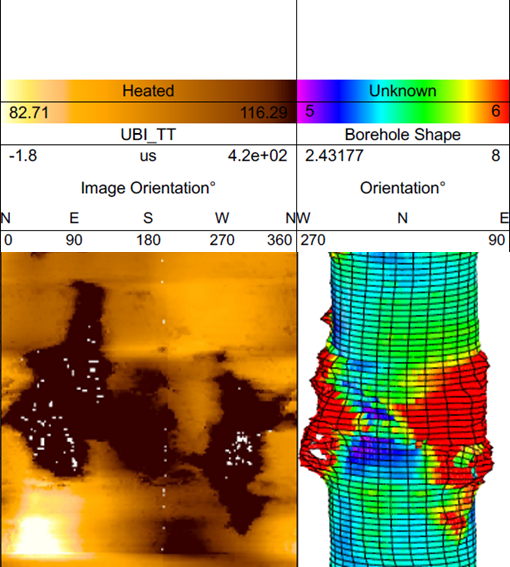 Heated Unknown
82.71 116.29 5 6
UBI_TT Borehole Shape
-1.8 us 4.2e+02 2.43177 8
Image Orientation° Orientation°
N E S W N W N E
0 90 180 270 360 270 90